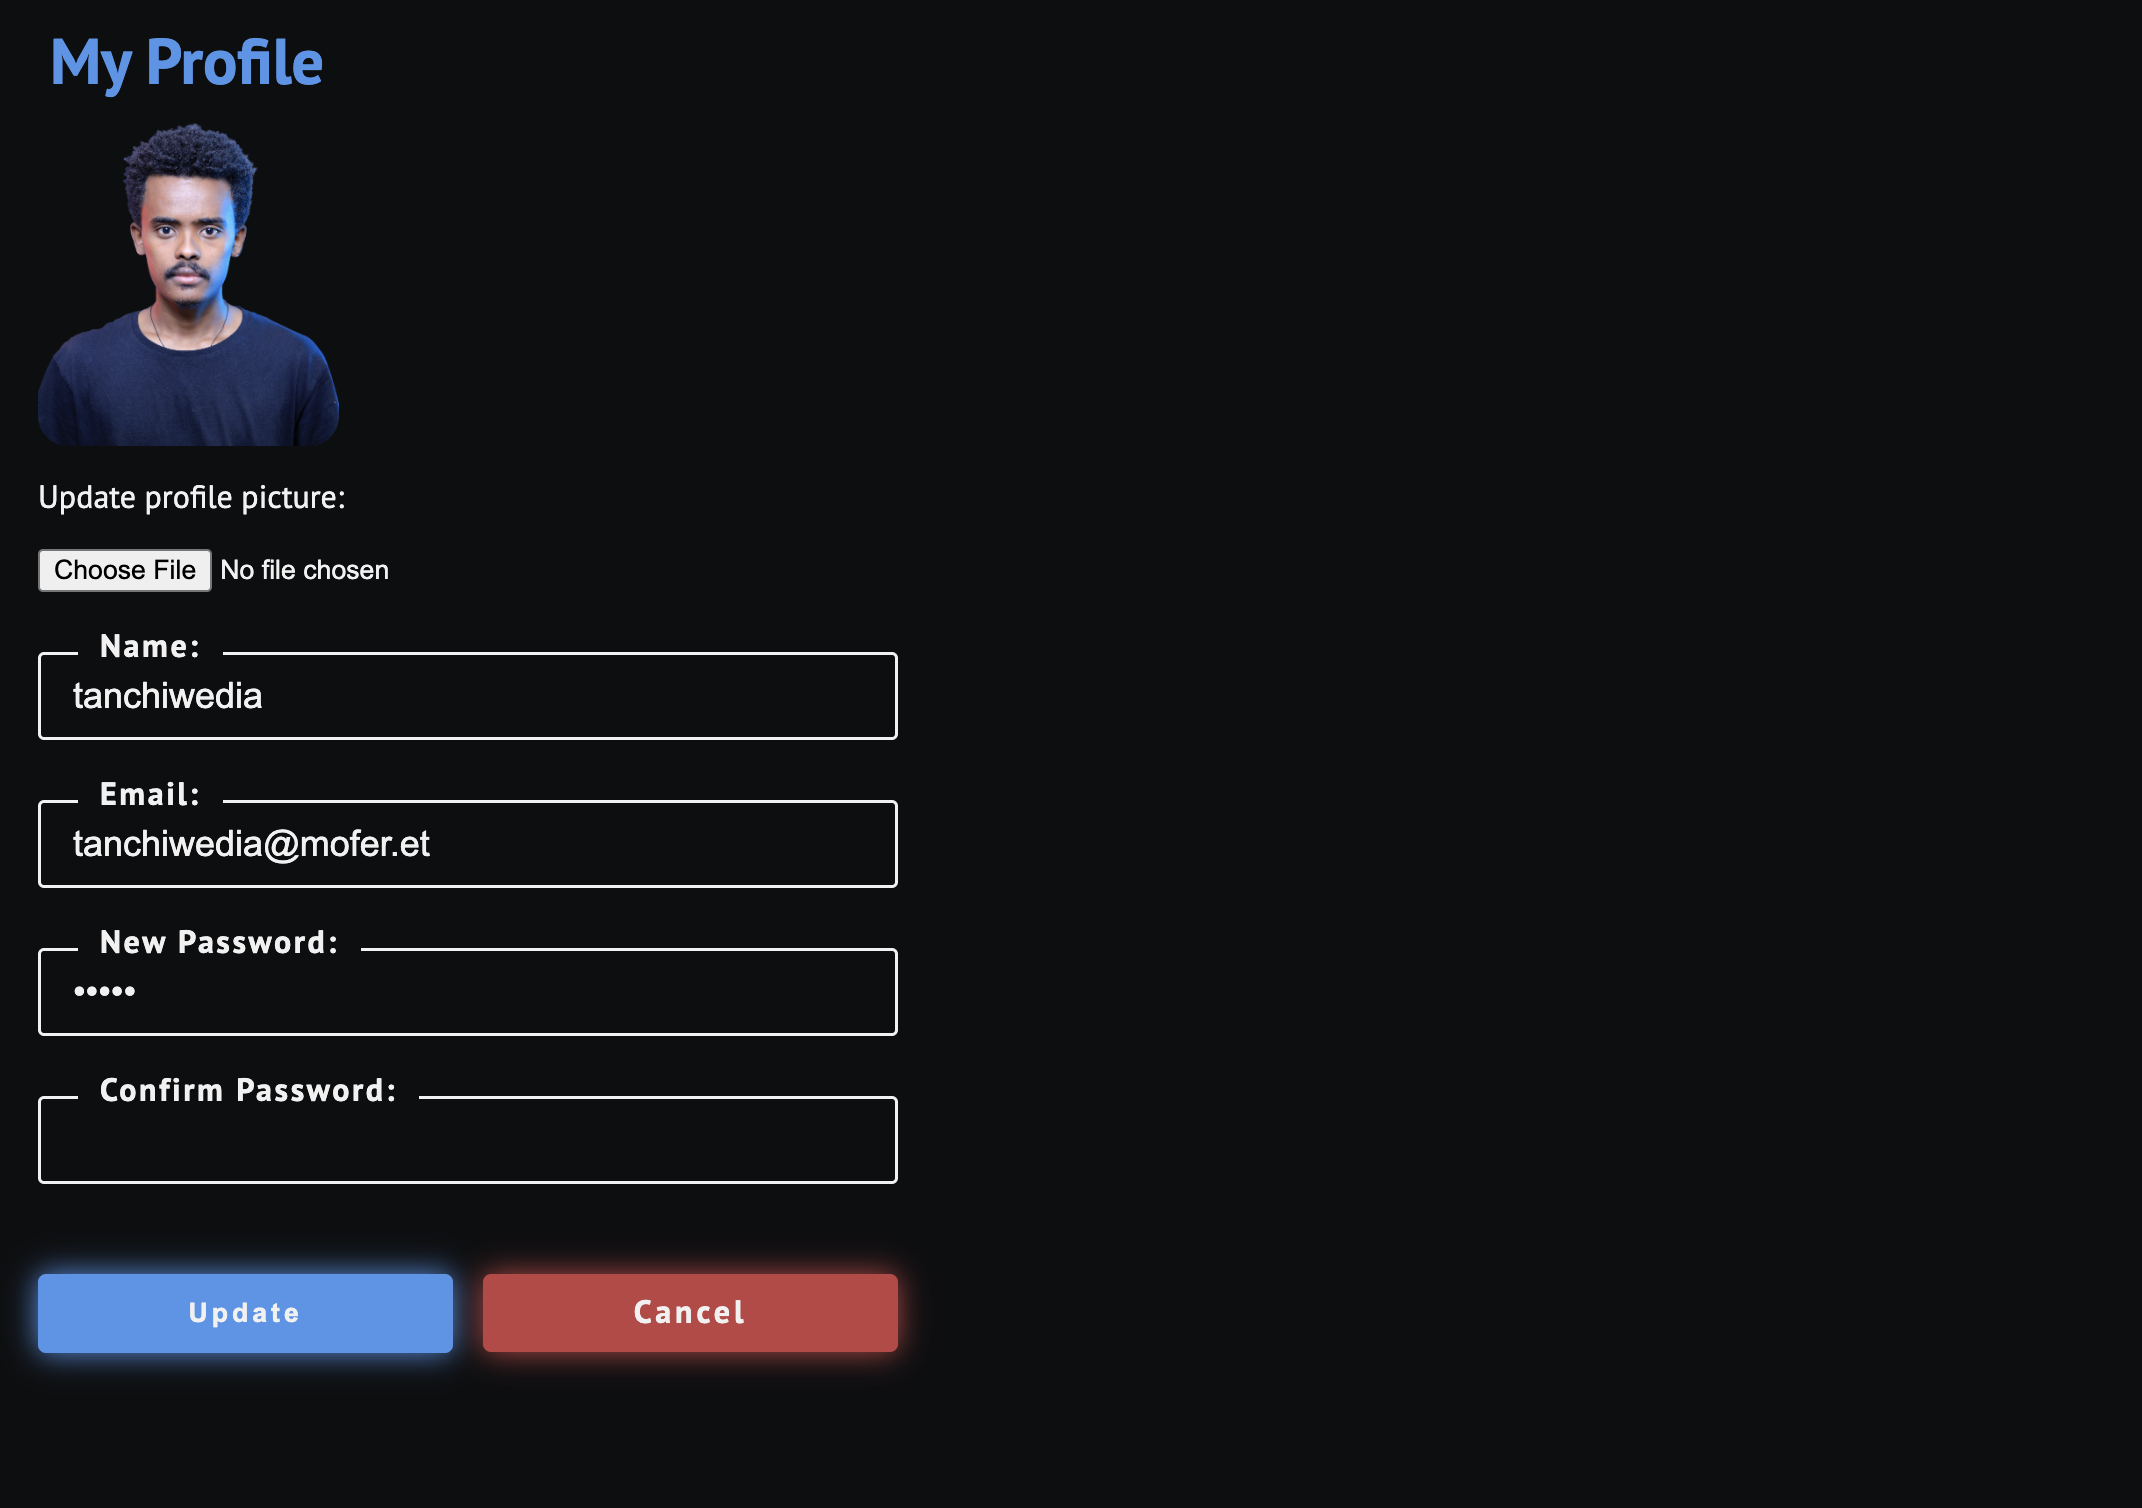 My Profile
Update profile picture:
Choose File No file chosen
Name:
tanchiwedia
Email:
tanchiwedia@mofer.et
New Password:
•••••
Confirm Password:
Update Cancel